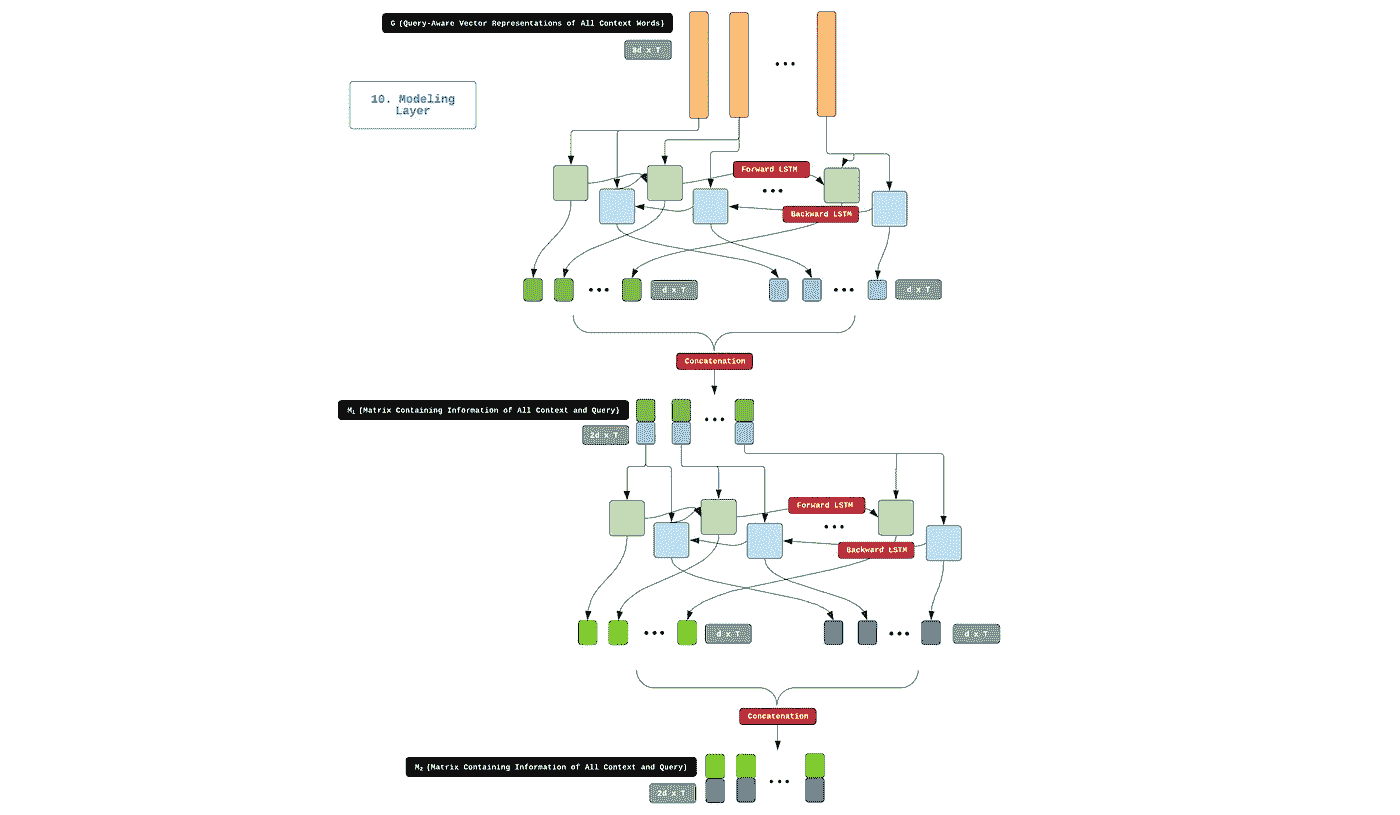 G (Query-Aware Vector Representations of All Context Words)
8d x T
10. Modeling
Layer
Forward LSTM
Backward LSTM
d x T
d x T
Concatenation
M₁ (Matrix Containing Information of All Context and Query)
2d x T
Forward LSTM
Backward LSTM
d x T
d x T
Concatenation
M₂ (Matrix Containing Information of All Context and Query)
2d x T